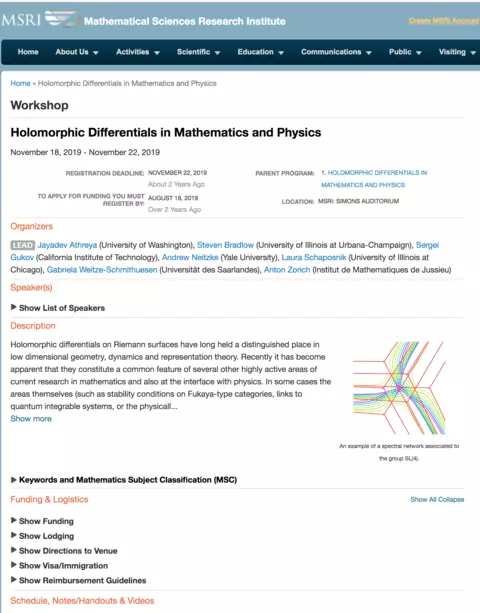 MSRI Mathematical Sciences Research Institute Create MSRI Account
Home About Us Activities Scientific Education Communications Public Visiting
Home » Holomorphic Differentials in Mathematics and Physics
Workshop
Holomorphic Differentials in Mathematics and Physics
November 18, 2019 - November 22, 2019
REGISTRATION DEADLINE: NOVEMBER 22, 2019
About 2 Years Ago
TO APPLY FOR FUNDING YOU MUST REGISTER BY: AUGUST 18, 2019
Over 2 Years Ago
PARENT PROGRAM: 1. HOLOMORPHIC DIFFERENTIALS IN
MATHEMATICS AND PHYSICS
LOCATION: MSRI: SIMONS AUDITORIUM
Organizers
LEAD Jayadev Athreya (University of Washington), Steven Bradlow (University of Illinois at Urbana-Champaign), Sergei
Gukov (California Institute of Technology), Andrew Neitzke (Yale University), Laura Schaposnik (University of Illinois at
Chicago), Gabriela Weitze-Schmithuesen (Universität des Saarlandes), Anton Zorich (Institut de Mathematiques de Jussieu)
Speaker(s)
Show List of Speakers
Description
Holomorphic differentials on Riemann surfaces have long held a distinguished place in
low dimensional geometry, dynamics and representation theory. Recently it has become
apparent that they constitute a common feature of several other highly active areas of
current research in mathematics and also at the interface with physics. In some cases the
areas themselves (such as stability conditions on Fukaya-type categories, links to
quantum integrable systems, or the physicall...
Show more
An example of a spectral network associated to
the group SL(4).
Keywords and Mathematics Subject Classification (MSC)
Funding & Logistics Show All Collapse
Show Funding
Show Lodging
Show Directions to Venue
Show Visa/Immigration
Show Reimbursement Guidelines
Schedule, Notes/Handouts & Videos